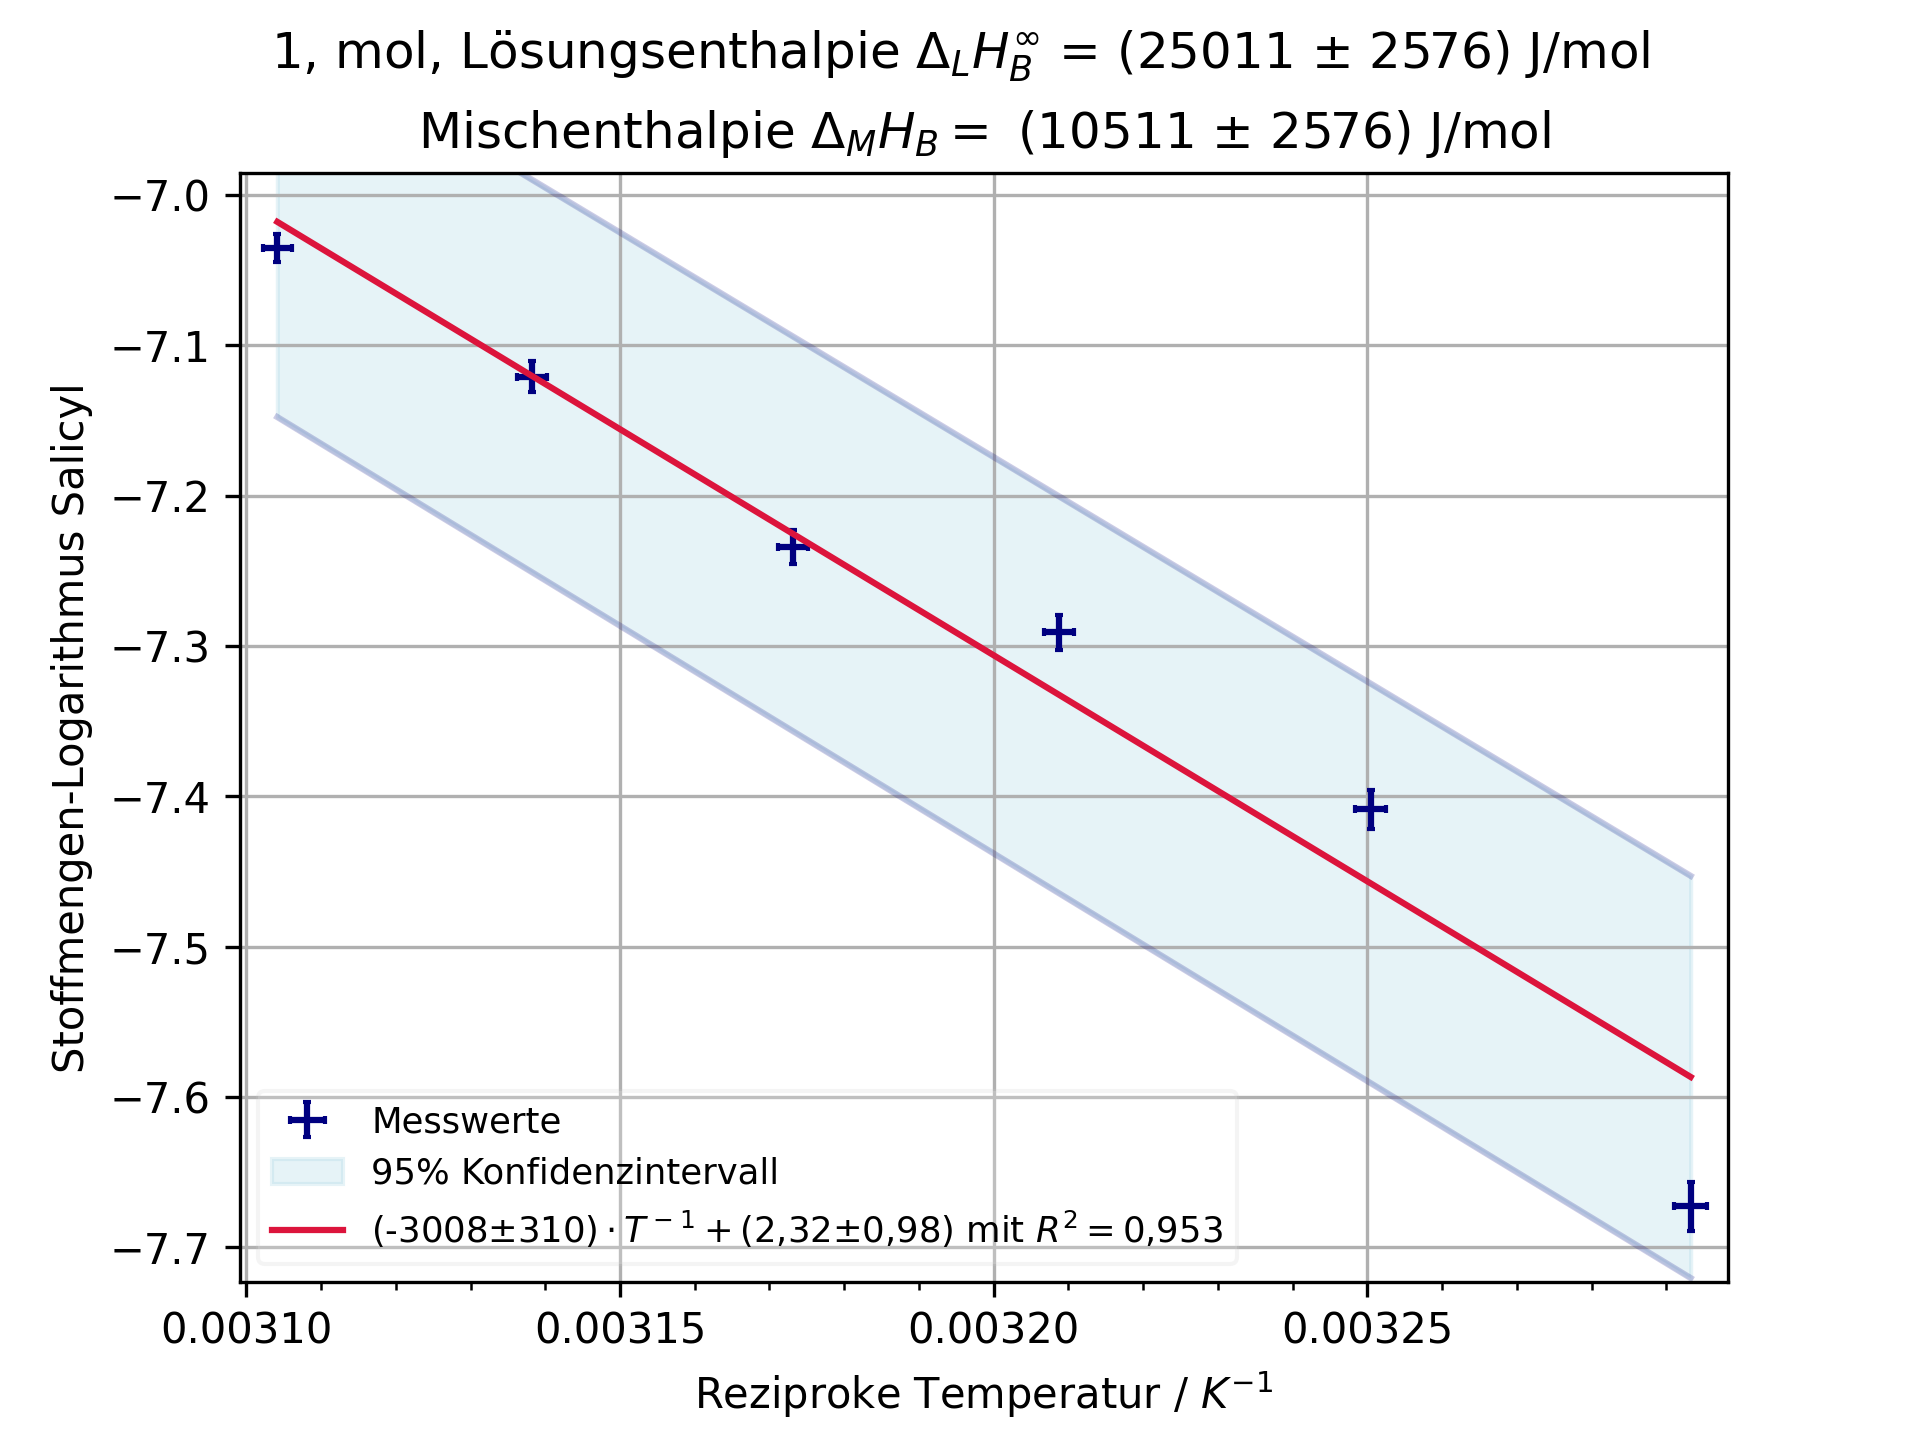 1, mol, Lösungsenthalpie Δ_L H_B^∞ = (25011 ± 2576) J/mol
Mischenthalpie Δ_M H_B = (10511 ± 2576) J/mol
−7.0
−7.1
−7.2
−7.3
−7.4
−7.5
−7.6
−7.7
Stoffmengen-Logarithmus Salicyl
Messwerte
95% Konfidenzintervall
(-3008±310) · T⁻¹ + (2,32±0,98) mit R² = 0,953
0.00310 0.00315 0.00320 0.00325
Reziproke Temperatur / K⁻¹